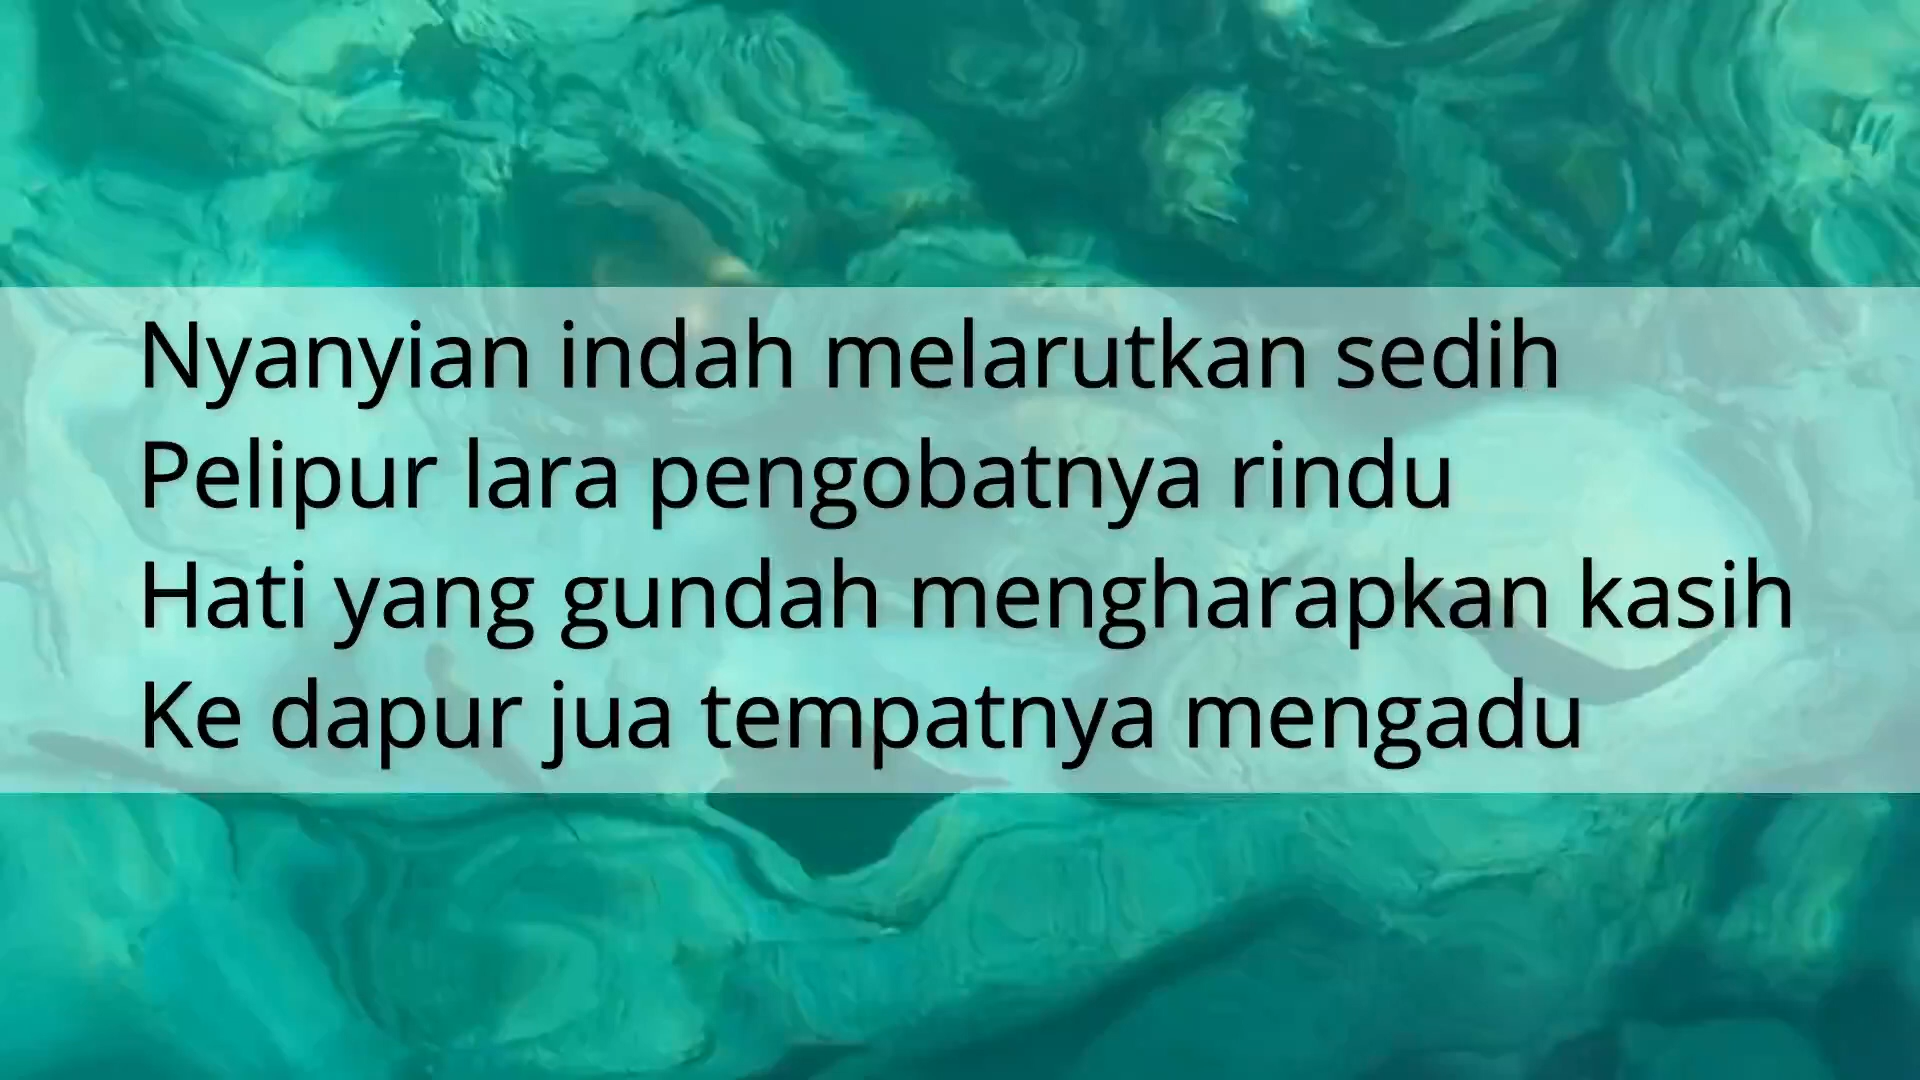 Nyanyian indah melarutkan sedih
Pelipur lara pengobatnya rindu
Hati yang gundah mengharapkan kasih
Ke dapur jua tempatnya mengadu